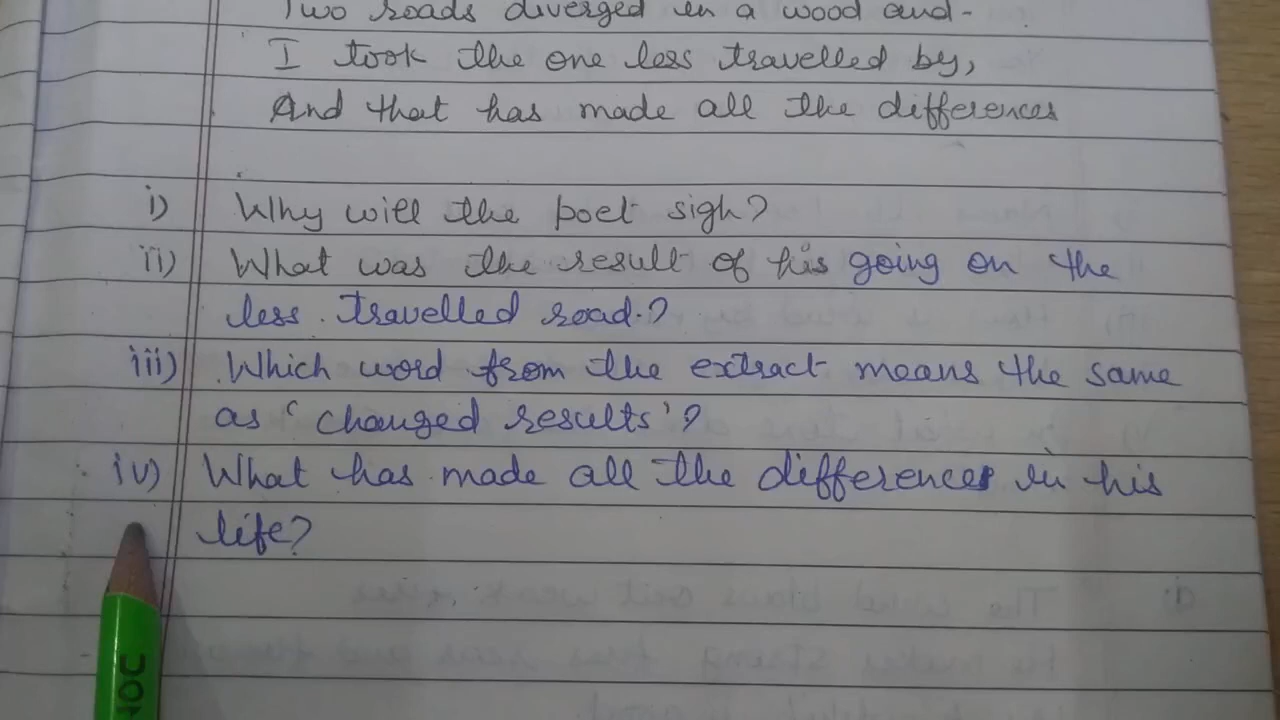 Two roads diverged in a wood and-
I took the one less travelled by,
And that has made all the differences
i) Why will the poet sigh?
ii) What was the result of his going on the
less travelled road.?
iii) Which word from the extract means the same
as 'changed results'?
iv) What has made all the differences in his
life?
NOC